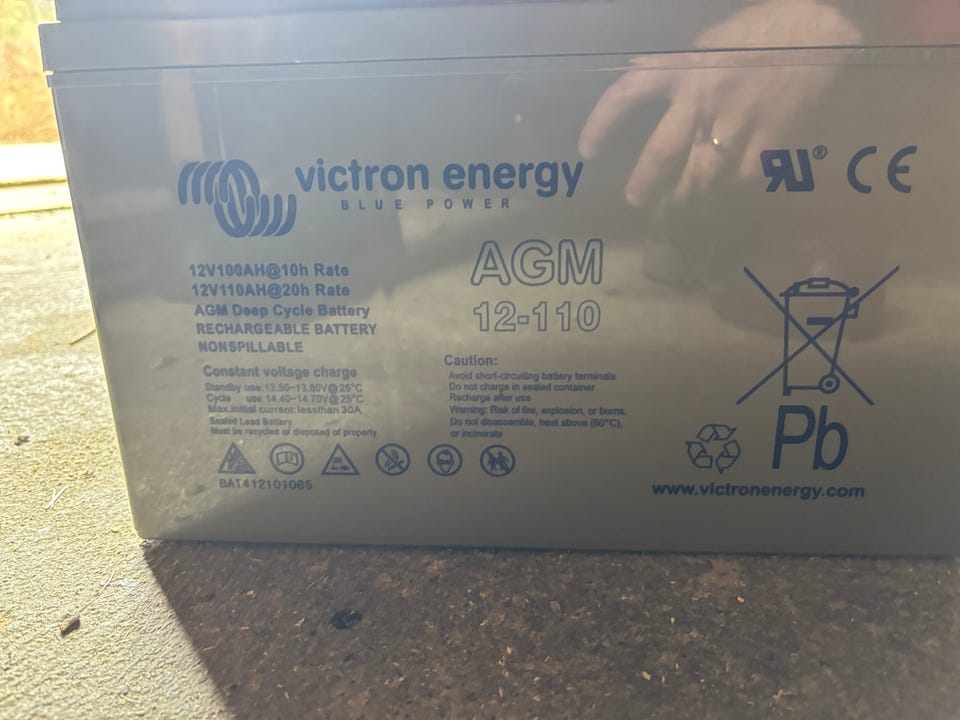 victron energy
BLUE POWER
RU® CE
12V100AH@10h Rate
12V110AH@20h Rate
AGM Deep Cycle Battery
RECHARGEABLE BATTERY
NONSPILLABLE
Constant voltage charge
Standby use:13.50~13.80V@25°C
Cycle use:14.40~14.70V@25°C
Max.initial current:lessthan 30A
Sealed Lead Battery
Must be recycled or disposed of properly
BAT412101085
AGM
12-110
Caution:
Avoid short-circuiting battery terminals
Do not charge in sealed container
Recharge after use
Warning: Risk of fire, explosion, or burns.
Do not disassemble, heat above (60°C),
or incinerate
Pb
www.victronenergy.com